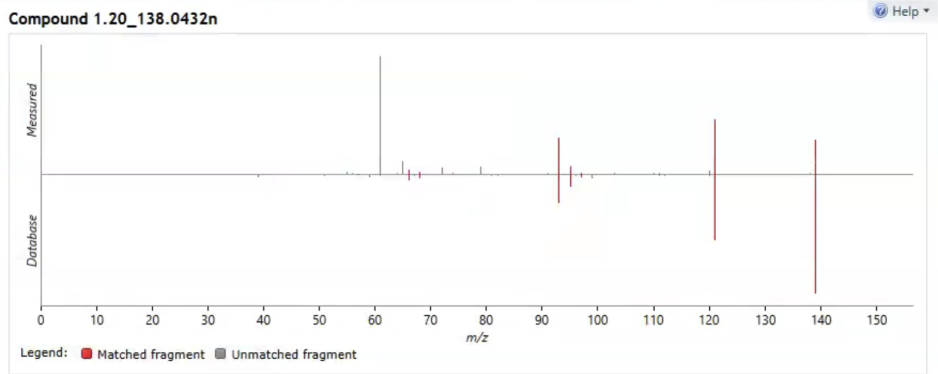 Compound 1.20_138.0432n
Help
Measured
Database
0 10 20 30 40 50 60 70 80 90 100 110 120 130 140 150
m/z
Legend: Matched fragment Unmatched fragment